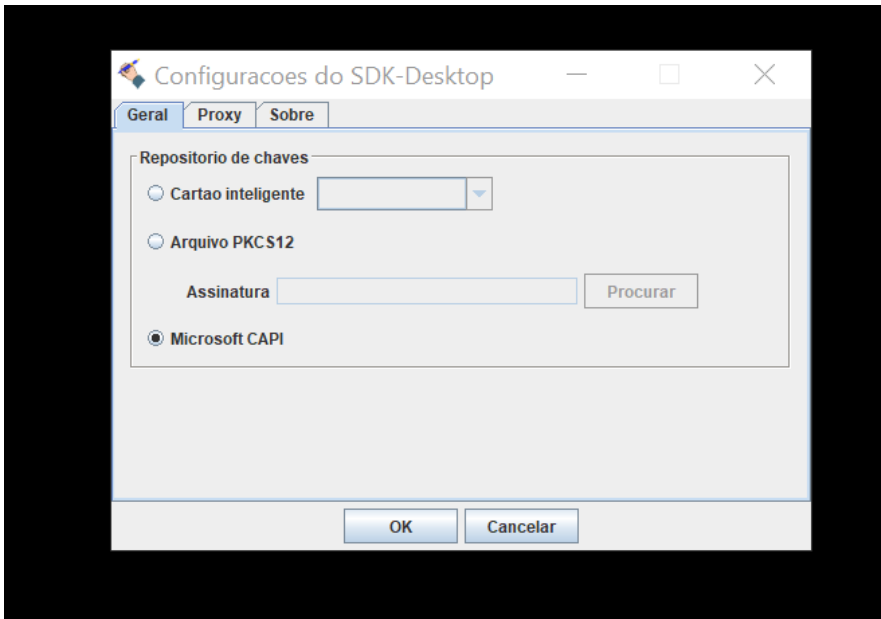 Configuracoes do SDK-Desktop
Geral Proxy Sobre
Repositorio de chaves
Cartao inteligente
Arquivo PKCS12
Assinatura Procurar
Microsoft CAPI
OK Cancelar